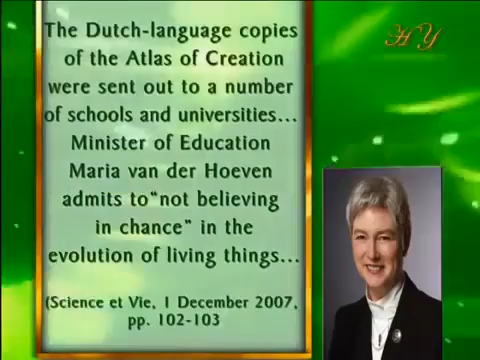 The Dutch-language copies
of the Atlas of Creation
were sent out to a number
of schools and universities...
Minister of Education
Maria van der Hoeven
admits to“not believing
in chance” in the
evolution of living things...
(Science et Vie, 1 December 2007,
pp. 102-103
HY